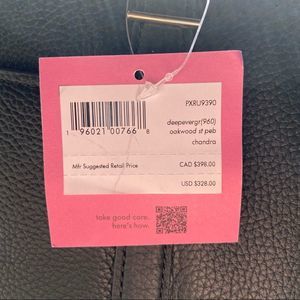 PXRU9390
1 96021 00766 8
deepevergr(960)
oakwood st peb
chandra
Mfr Suggested Retail Price
CAD $398.00
USD $328.00
take good care..
here's how.